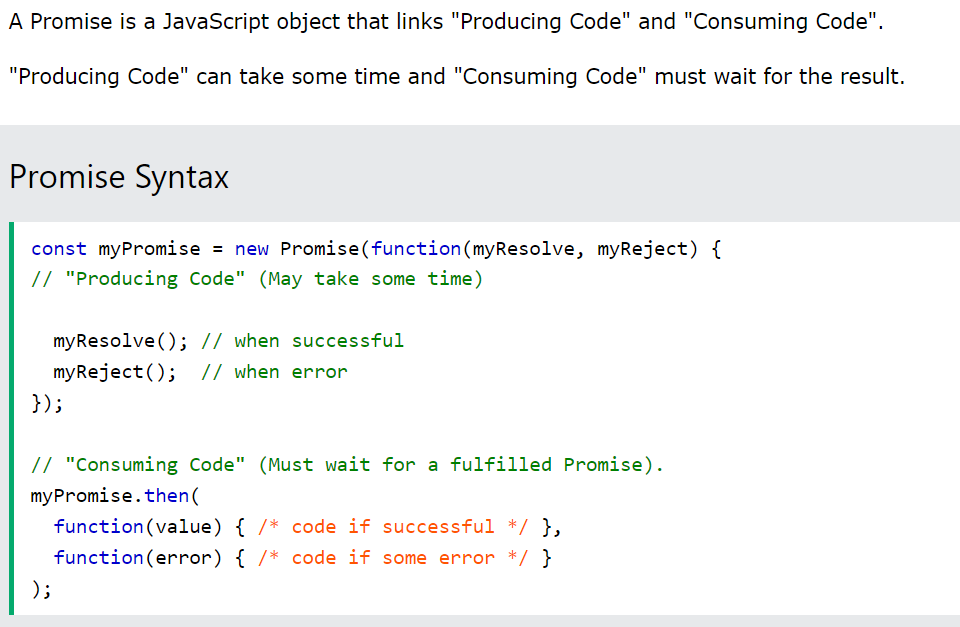 A Promise is a JavaScript object that links "Producing Code" and "Consuming Code".
"Producing Code" can take some time and "Consuming Code" must wait for the result.
Promise Syntax
const myPromise = new Promise(function(myResolve, myReject) {
// "Producing Code" (May take some time)
  myResolve(); // when successful
  myReject();  // when error
});
// "Consuming Code" (Must wait for a fulfilled Promise).
myPromise.then(
  function(value) { /* code if successful */ },
  function(error) { /* code if some error */ }
);